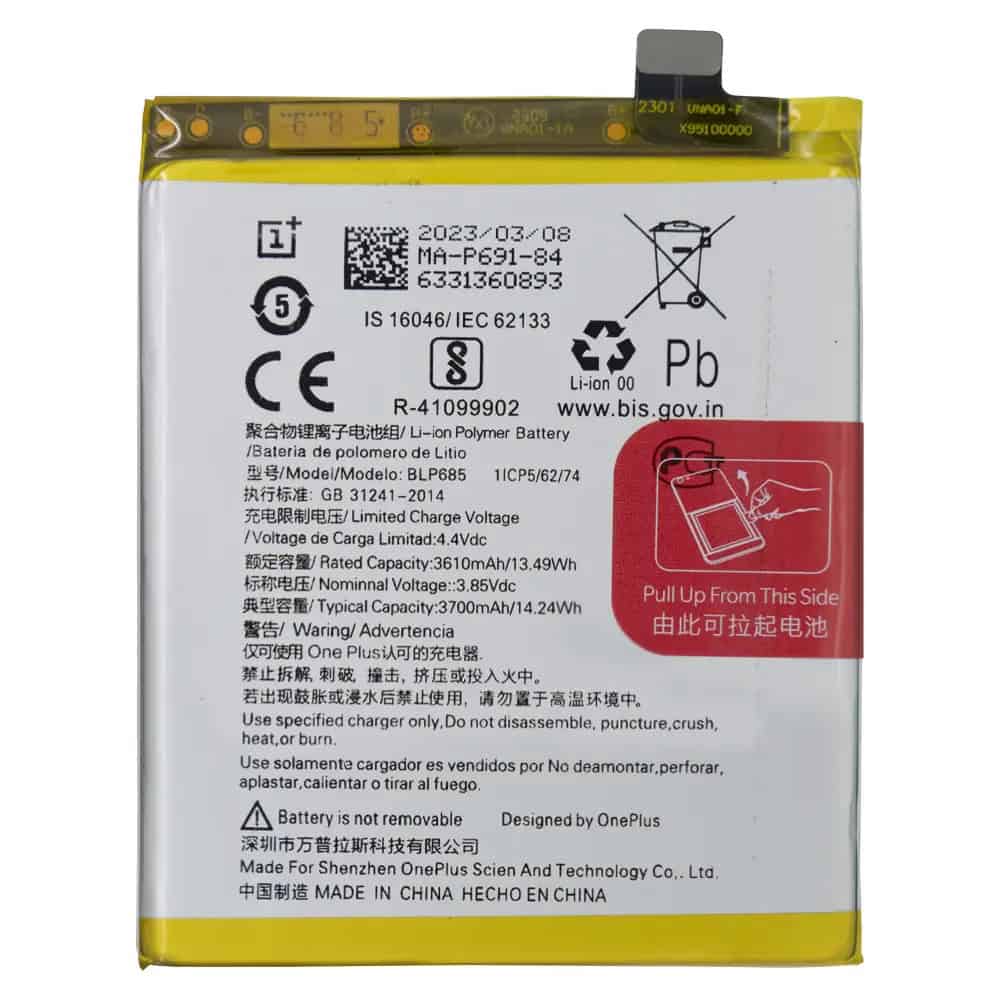 B-
-6 8 5-
P+
2309
UNA01-1A
B+
2301 UNA01-F
X95100000
1+
2023/03/08
MA-P691-84
6331360893
5
IS 16046/ IEC 62133
CE
R-41099902
Li-ion 00
Pb
www.bis.gov.in
聚合物锂离子电池组/ Li-ion Polymer Battery
/Bateria de polomero de Litio
型号/Model/Modelo: BLP685 1ICP5/62/74
执行标准: GB 31241-2014
充电限制电压/ Limited Charge Voltage
/Voltage de Carga Limitad:4.4Vdc
额定容量/ Rated Capacity:3610mAh/13.49Wh
标称电压/ Nominnal Voltage::3.85Vdc
典型容量/ Typical Capacity:3700mAh/14.24Wh
警告/ Waring/ Advertencia
仅可使用 One Plus认可的充电器.
禁止拆解, 刺破, 撞击, 挤压或投入火中。
若出现鼓胀或浸水后禁止使用, 请勿置于高温环境中。
Use specified charger only,Do not disassemble, puncture,crush,
heat,or burn.
Use solamente cargador es vendidos por No deamontar,perforar,
aplastar,calientar o tirar al fuego.
Pull Up From This Side
由此可拉起电池
Battery is not removable Designed by OnePlus
深圳市万普拉斯科技有限公司
Made For Shenzhen OnePlus Scien And Technology Co,. Ltd.
中国制造 MADE IN CHINA HECHO EN CHINA